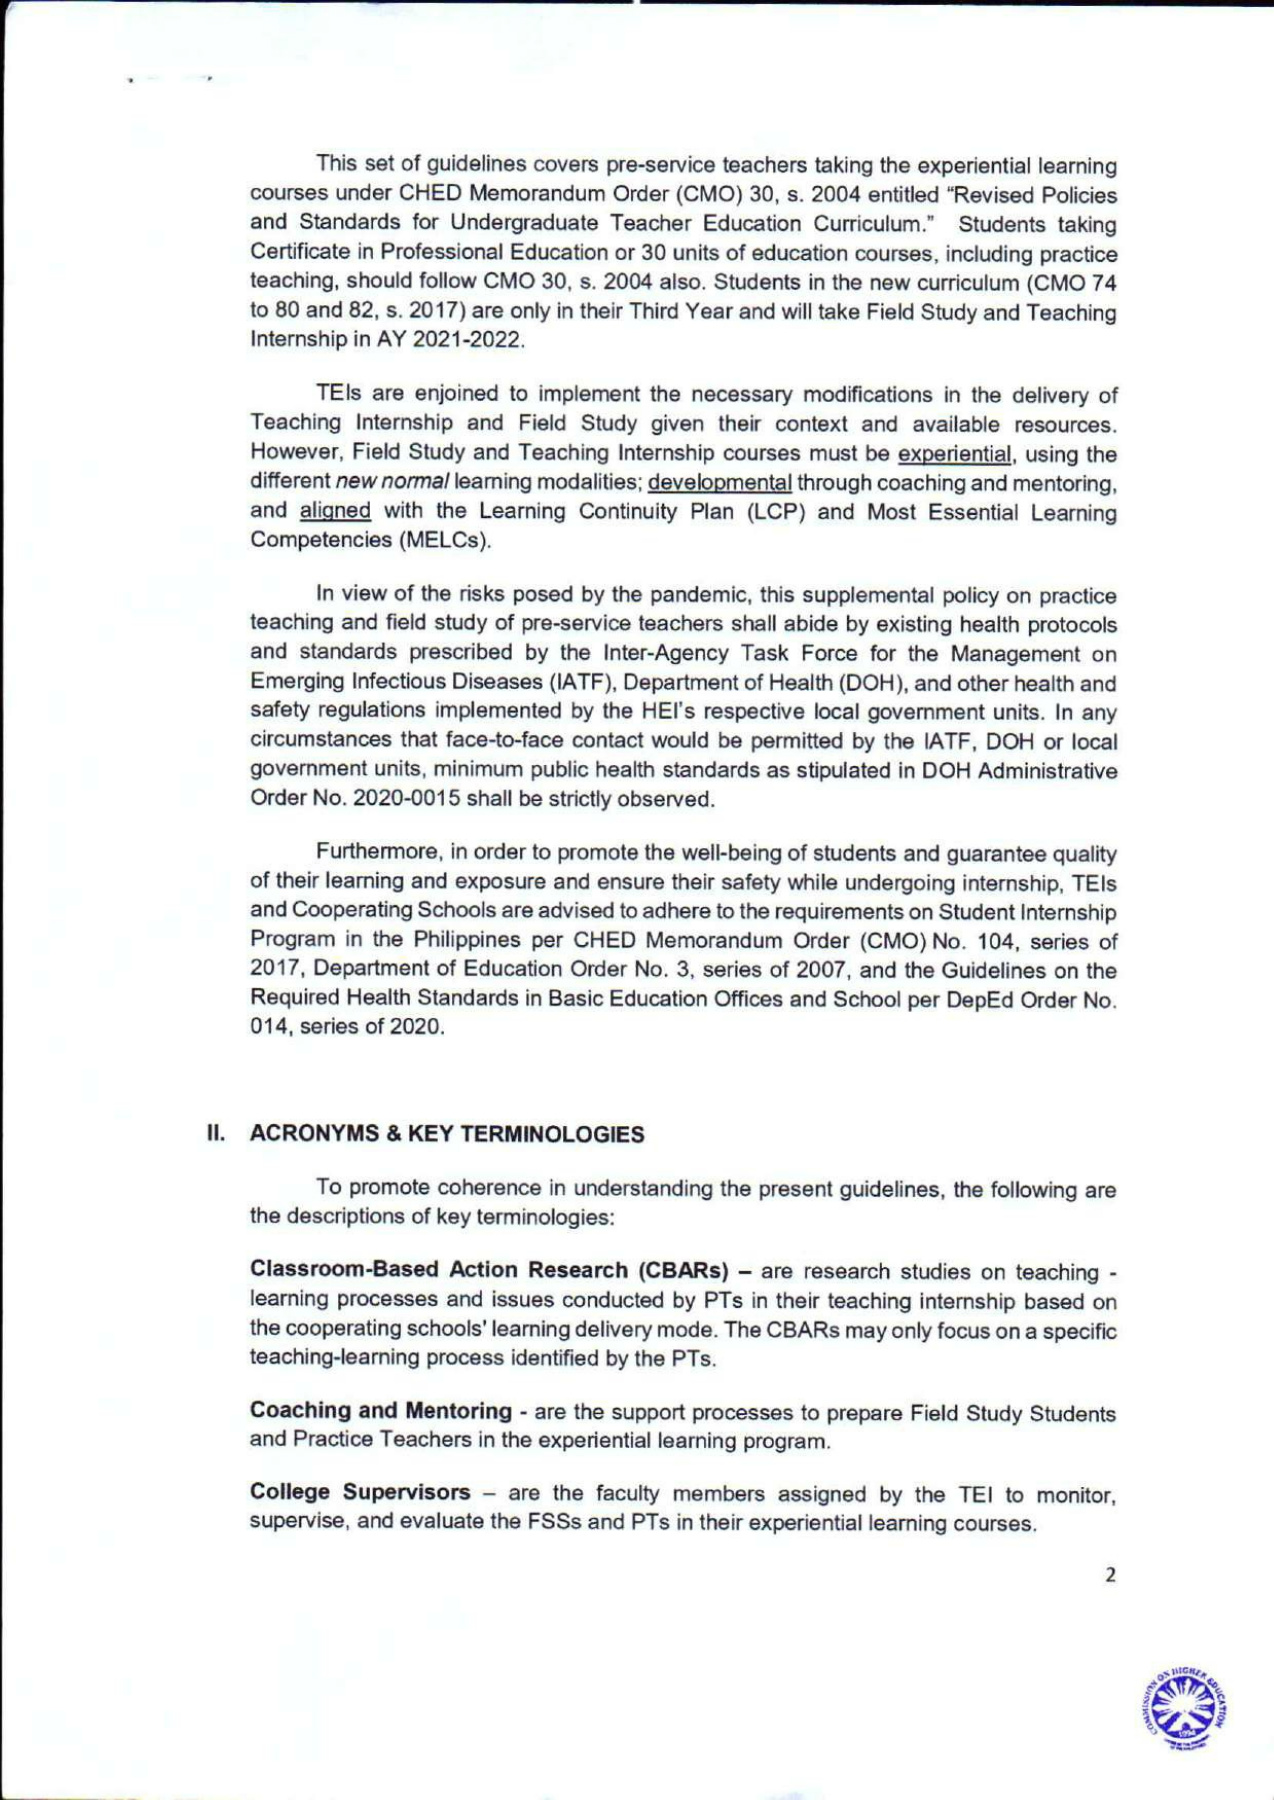 This set of guidelines covers pre-service teachers taking the experiential learning
courses under CHED Memorandum Order (CMO) 30, s. 2004 entitled “Revised Policies
and Standards for Undergraduate Teacher Education Curriculum.” Students taking
Certificate in Professional Education or 30 units of education courses, including practice
teaching, should follow CMO 30, s. 2004 also. Students in the new curriculum (CMO 74
to 80 and 82, s. 2017) are only in their Third Year and will take Field Study and Teaching
Internship in AY 2021-2022.
TEIs are enjoined to implement the necessary modifications in the delivery of
Teaching Internship and Field Study given their context and available resources.
However, Field Study and Teaching Internship courses must be experiential, using the
different new normal learning modalities; developmental through coaching and mentoring,
and aligned with the Learning Continuity Plan (LCP) and Most Essential Learning
Competencies (MELCs).
In view of the risks posed by the pandemic, this supplemental policy on practice
teaching and field study of pre-service teachers shall abide by existing health protocols
and standards prescribed by the Inter-Agency Task Force for the Management on
Emerging Infectious Diseases (IATF), Department of Health (DOH), and other health and
safety regulations implemented by the HEI's respective local government units. In any
circumstances that face-to-face contact would be permitted by the IATF, DOH or local
government units, minimum public health standards as stipulated in DOH Administrative
Order No. 2020-0015 shall be strictly observed.
Furthermore, in order to promote the well-being of students and guarantee quality
of their learning and exposure and ensure their safety while undergoing internship, TEIs
and Cooperating Schools are advised to adhere to the requirements on Student Internship
Program in the Philippines per CHED Memorandum Order (CMO) No. 104, series of
2017, Department of Education Order No. 3, series of 2007, and the Guidelines on the
Required Health Standards in Basic Education Offices and School per DepEd Order No.
014, series of 2020.
II. ACRONYMS & KEY TERMINOLOGIES
To promote coherence in understanding the present guidelines, the following are
the descriptions of key terminologies:
Classroom-Based Action Research (CBARs) – are research studies on teaching -
learning processes and issues conducted by PTs in their teaching internship based on
the cooperating schools' learning delivery mode. The CBARs may only focus on a specific
teaching-learning process identified by the PTs.
Coaching and Mentoring - are the support processes to prepare Field Study Students
and Practice Teachers in the experiential learning program.
College Supervisors – are the faculty members assigned by the TEI to monitor,
supervise, and evaluate the FSSs and PTs in their experiential learning courses.
2
COMMISSION ON HIGHER EDUCATION
1994